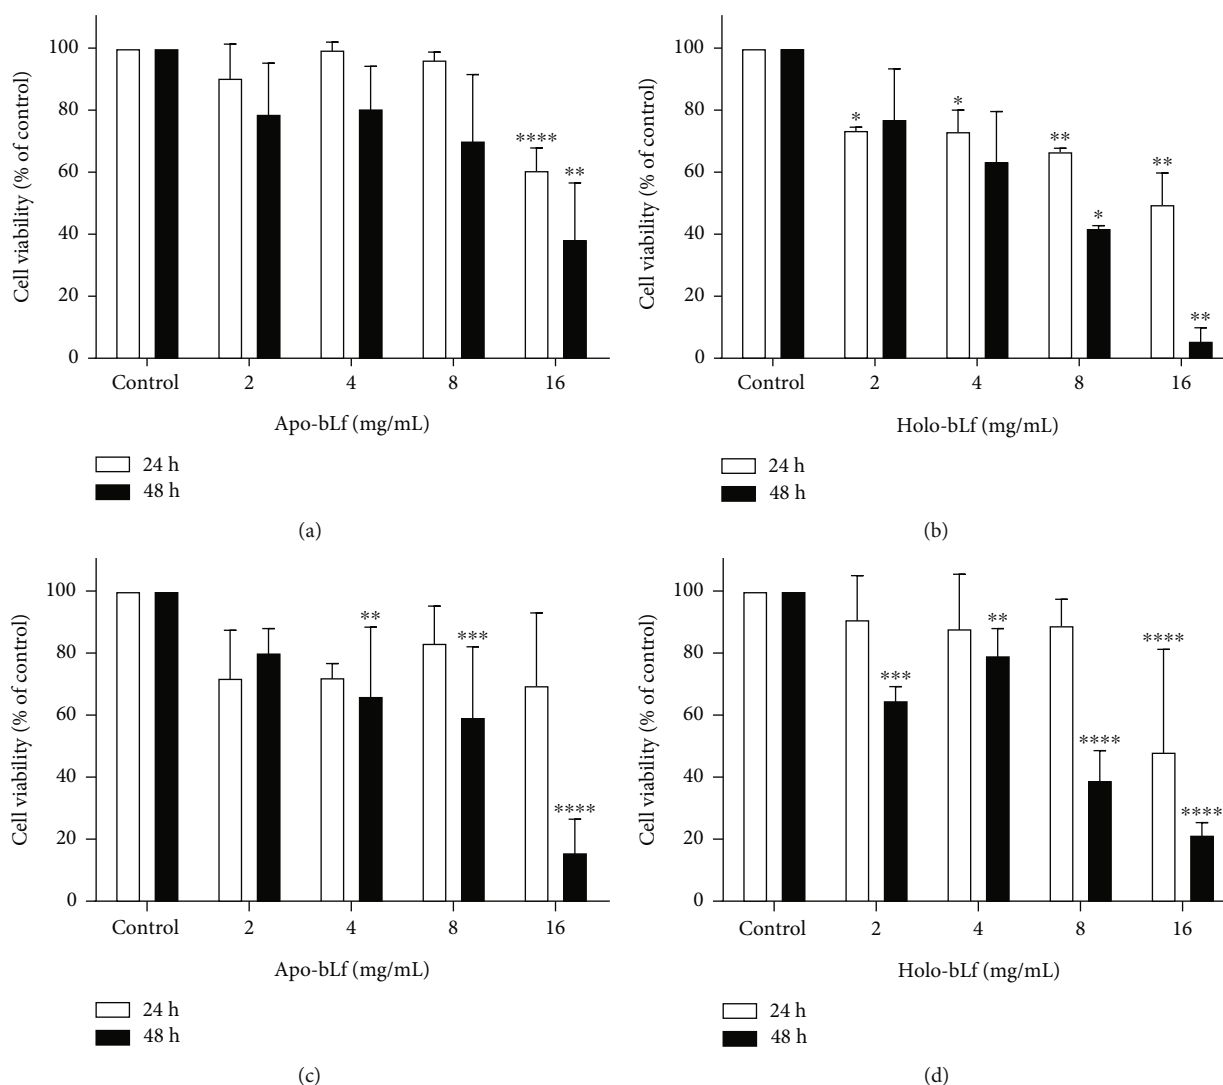 Cell viability (% of control)
100
80
60
40
20
0
****
**
Control 2 4 8 16
Apo-bLf (mg/mL)
24 h
48 h
(a)
Cell viability (% of control)
100
80
60
40
20
0
*
*
**
*
**
**
Control 2 4 8 16
Holo-bLf (mg/mL)
24 h
48 h
(b)
Cell viability (% of control)
100
80
60
40
20
0
**
***
****
Control 2 4 8 16
Apo-bLf (mg/mL)
24 h
48 h
(c)
Cell viability (% of control)
100
80
60
40
20
0
***
**
****
****
****
Control 2 4 8 16
Holo-bLf (mg/mL)
24 h
48 h
(d)